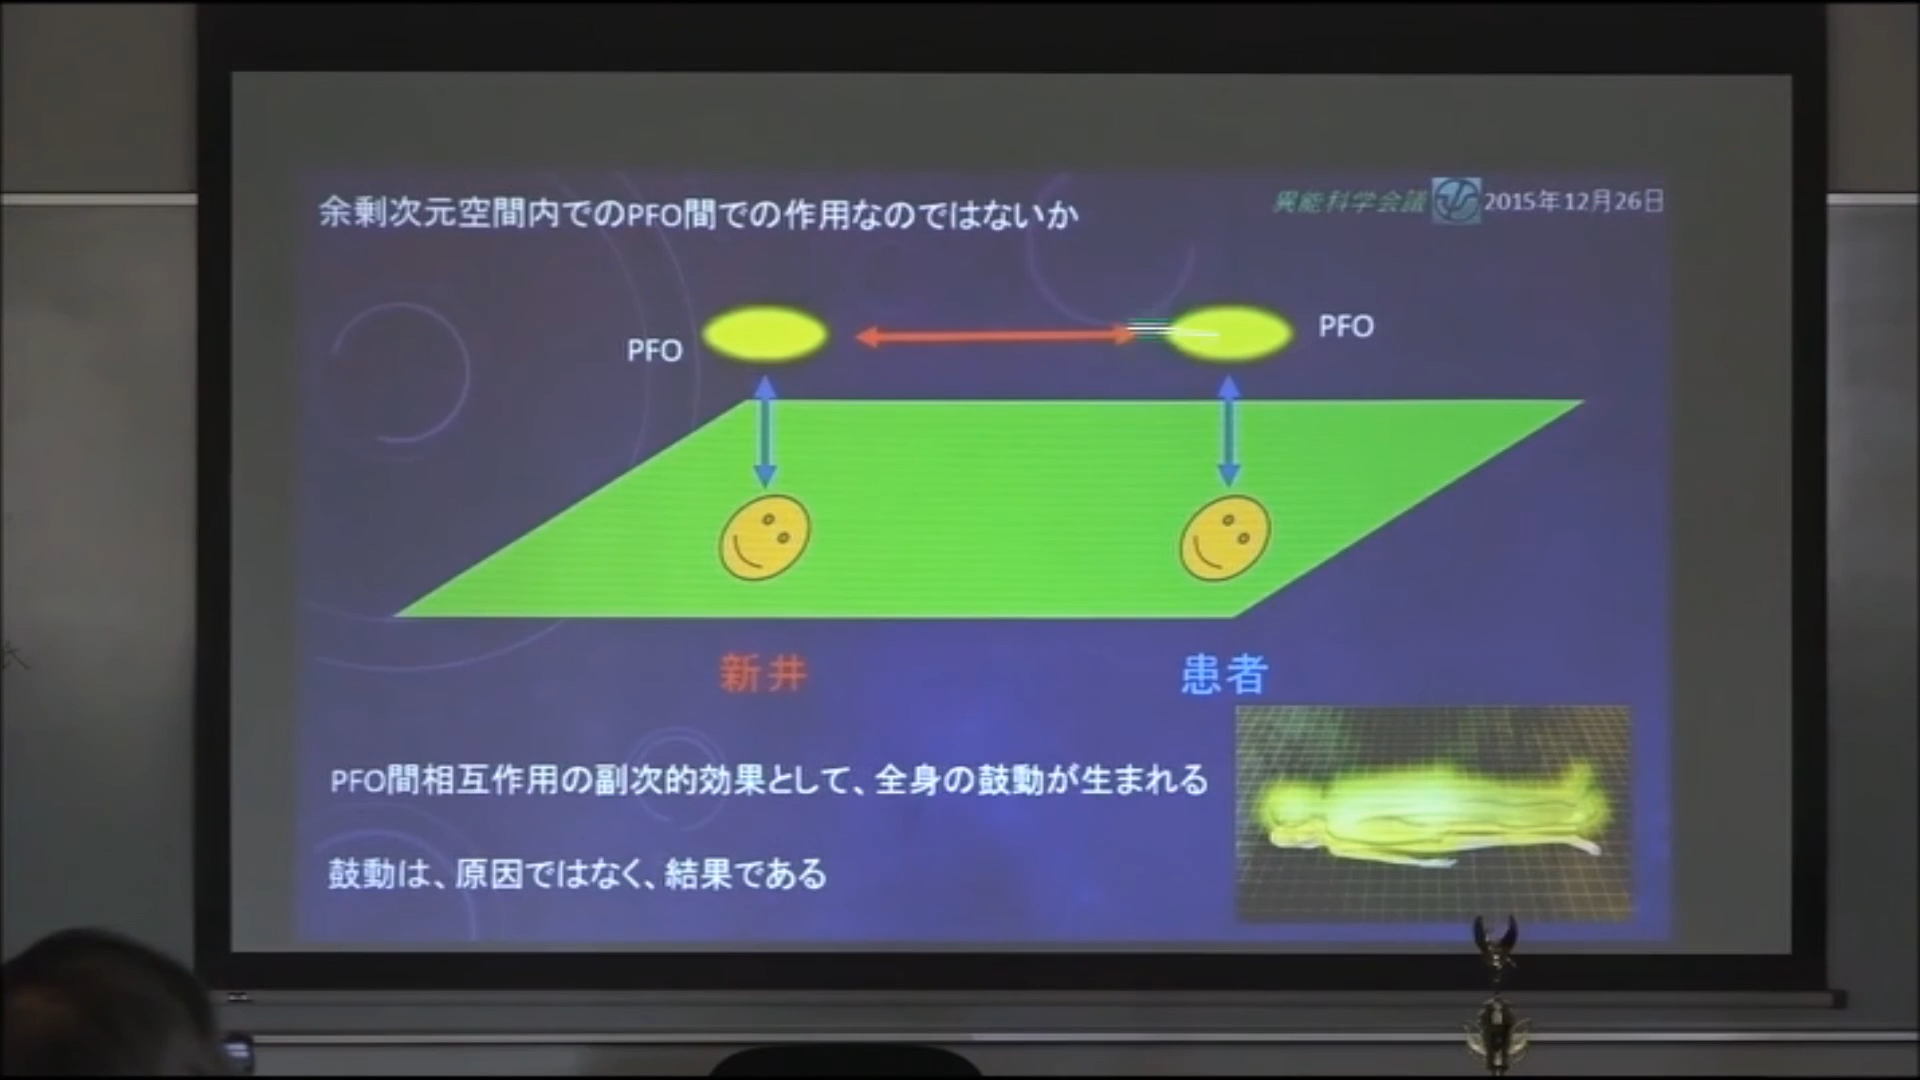 余剰次元空間内でのPFO間での作用なのではないか
異能科学会議 2015年12月26日
PFO
PFO
新井
患者
PFO間相互作用の副次的効果として、全身の鼓動が生まれる
鼓動は、原因ではなく、結果である